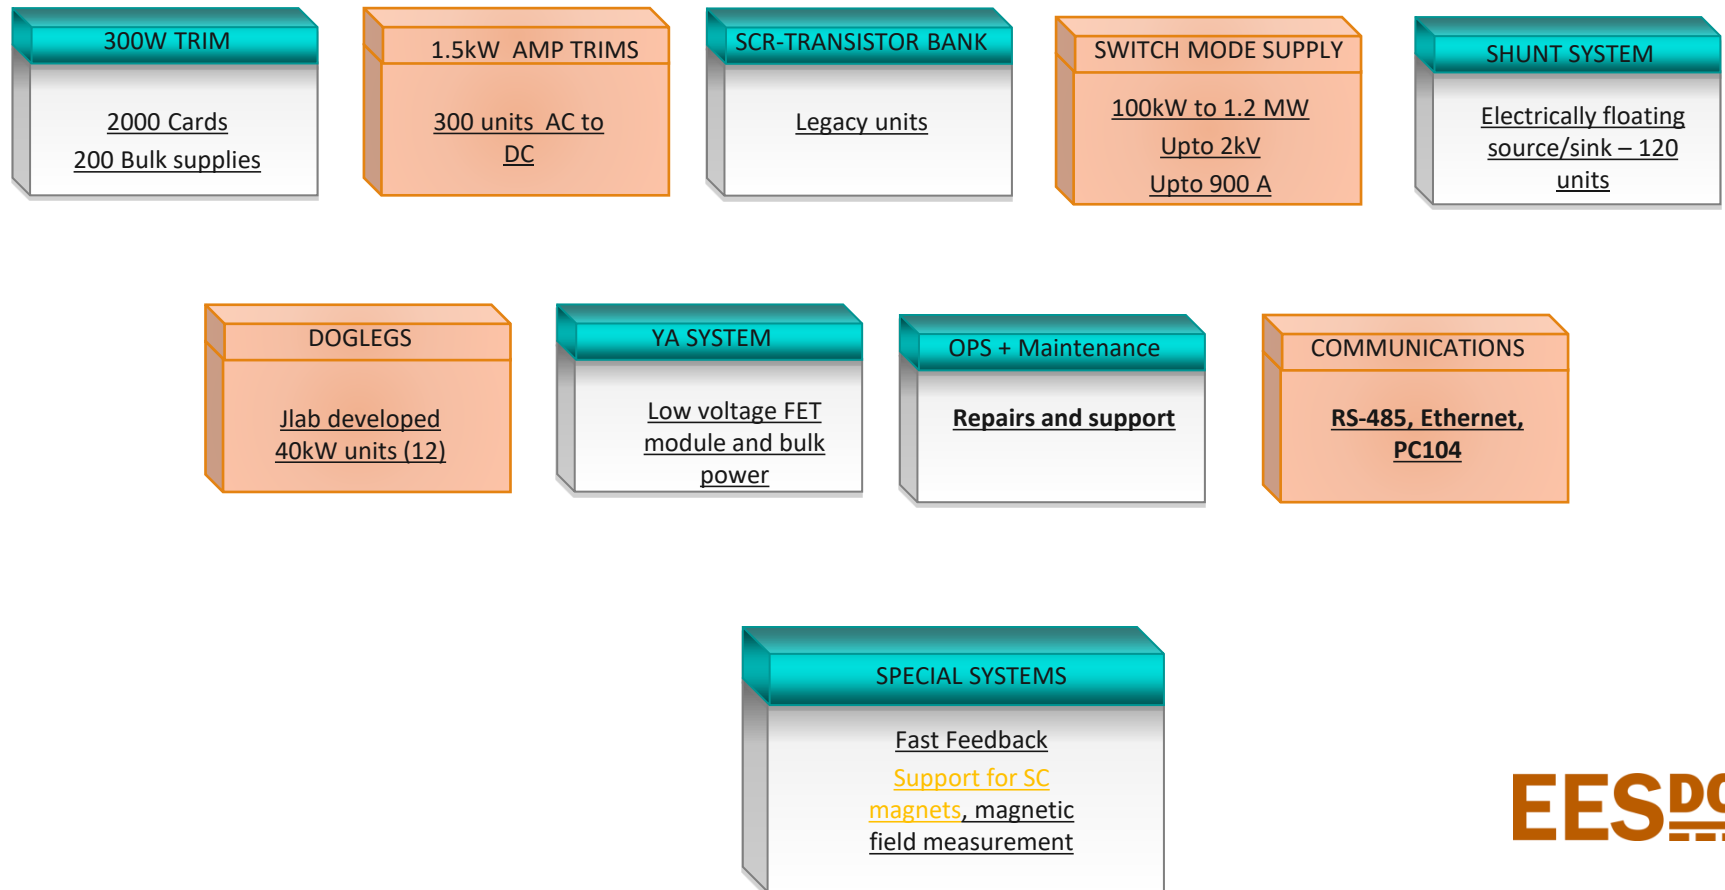 300W TRIM
2000 Cards
200 Bulk supplies
1.5kW AMP TRIMS
300 units AC to
DC
SCR-TRANSISTOR BANK
Legacy units
SWITCH MODE SUPPLY
100kW to 1.2 MW
Upto 2kV
Upto 900 A
SHUNT SYSTEM
Electrically floating
source/sink – 120
units
DOGLEGS
Jlab developed
40kW units (12)
YA SYSTEM
Low voltage FET
module and bulk
power
OPS + Maintenance
Repairs and support
COMMUNICATIONS
RS-485, Ethernet,
PC104
SPECIAL SYSTEMS
Fast Feedback
Support for SC
magnets, magnetic
field measurement
EESDC